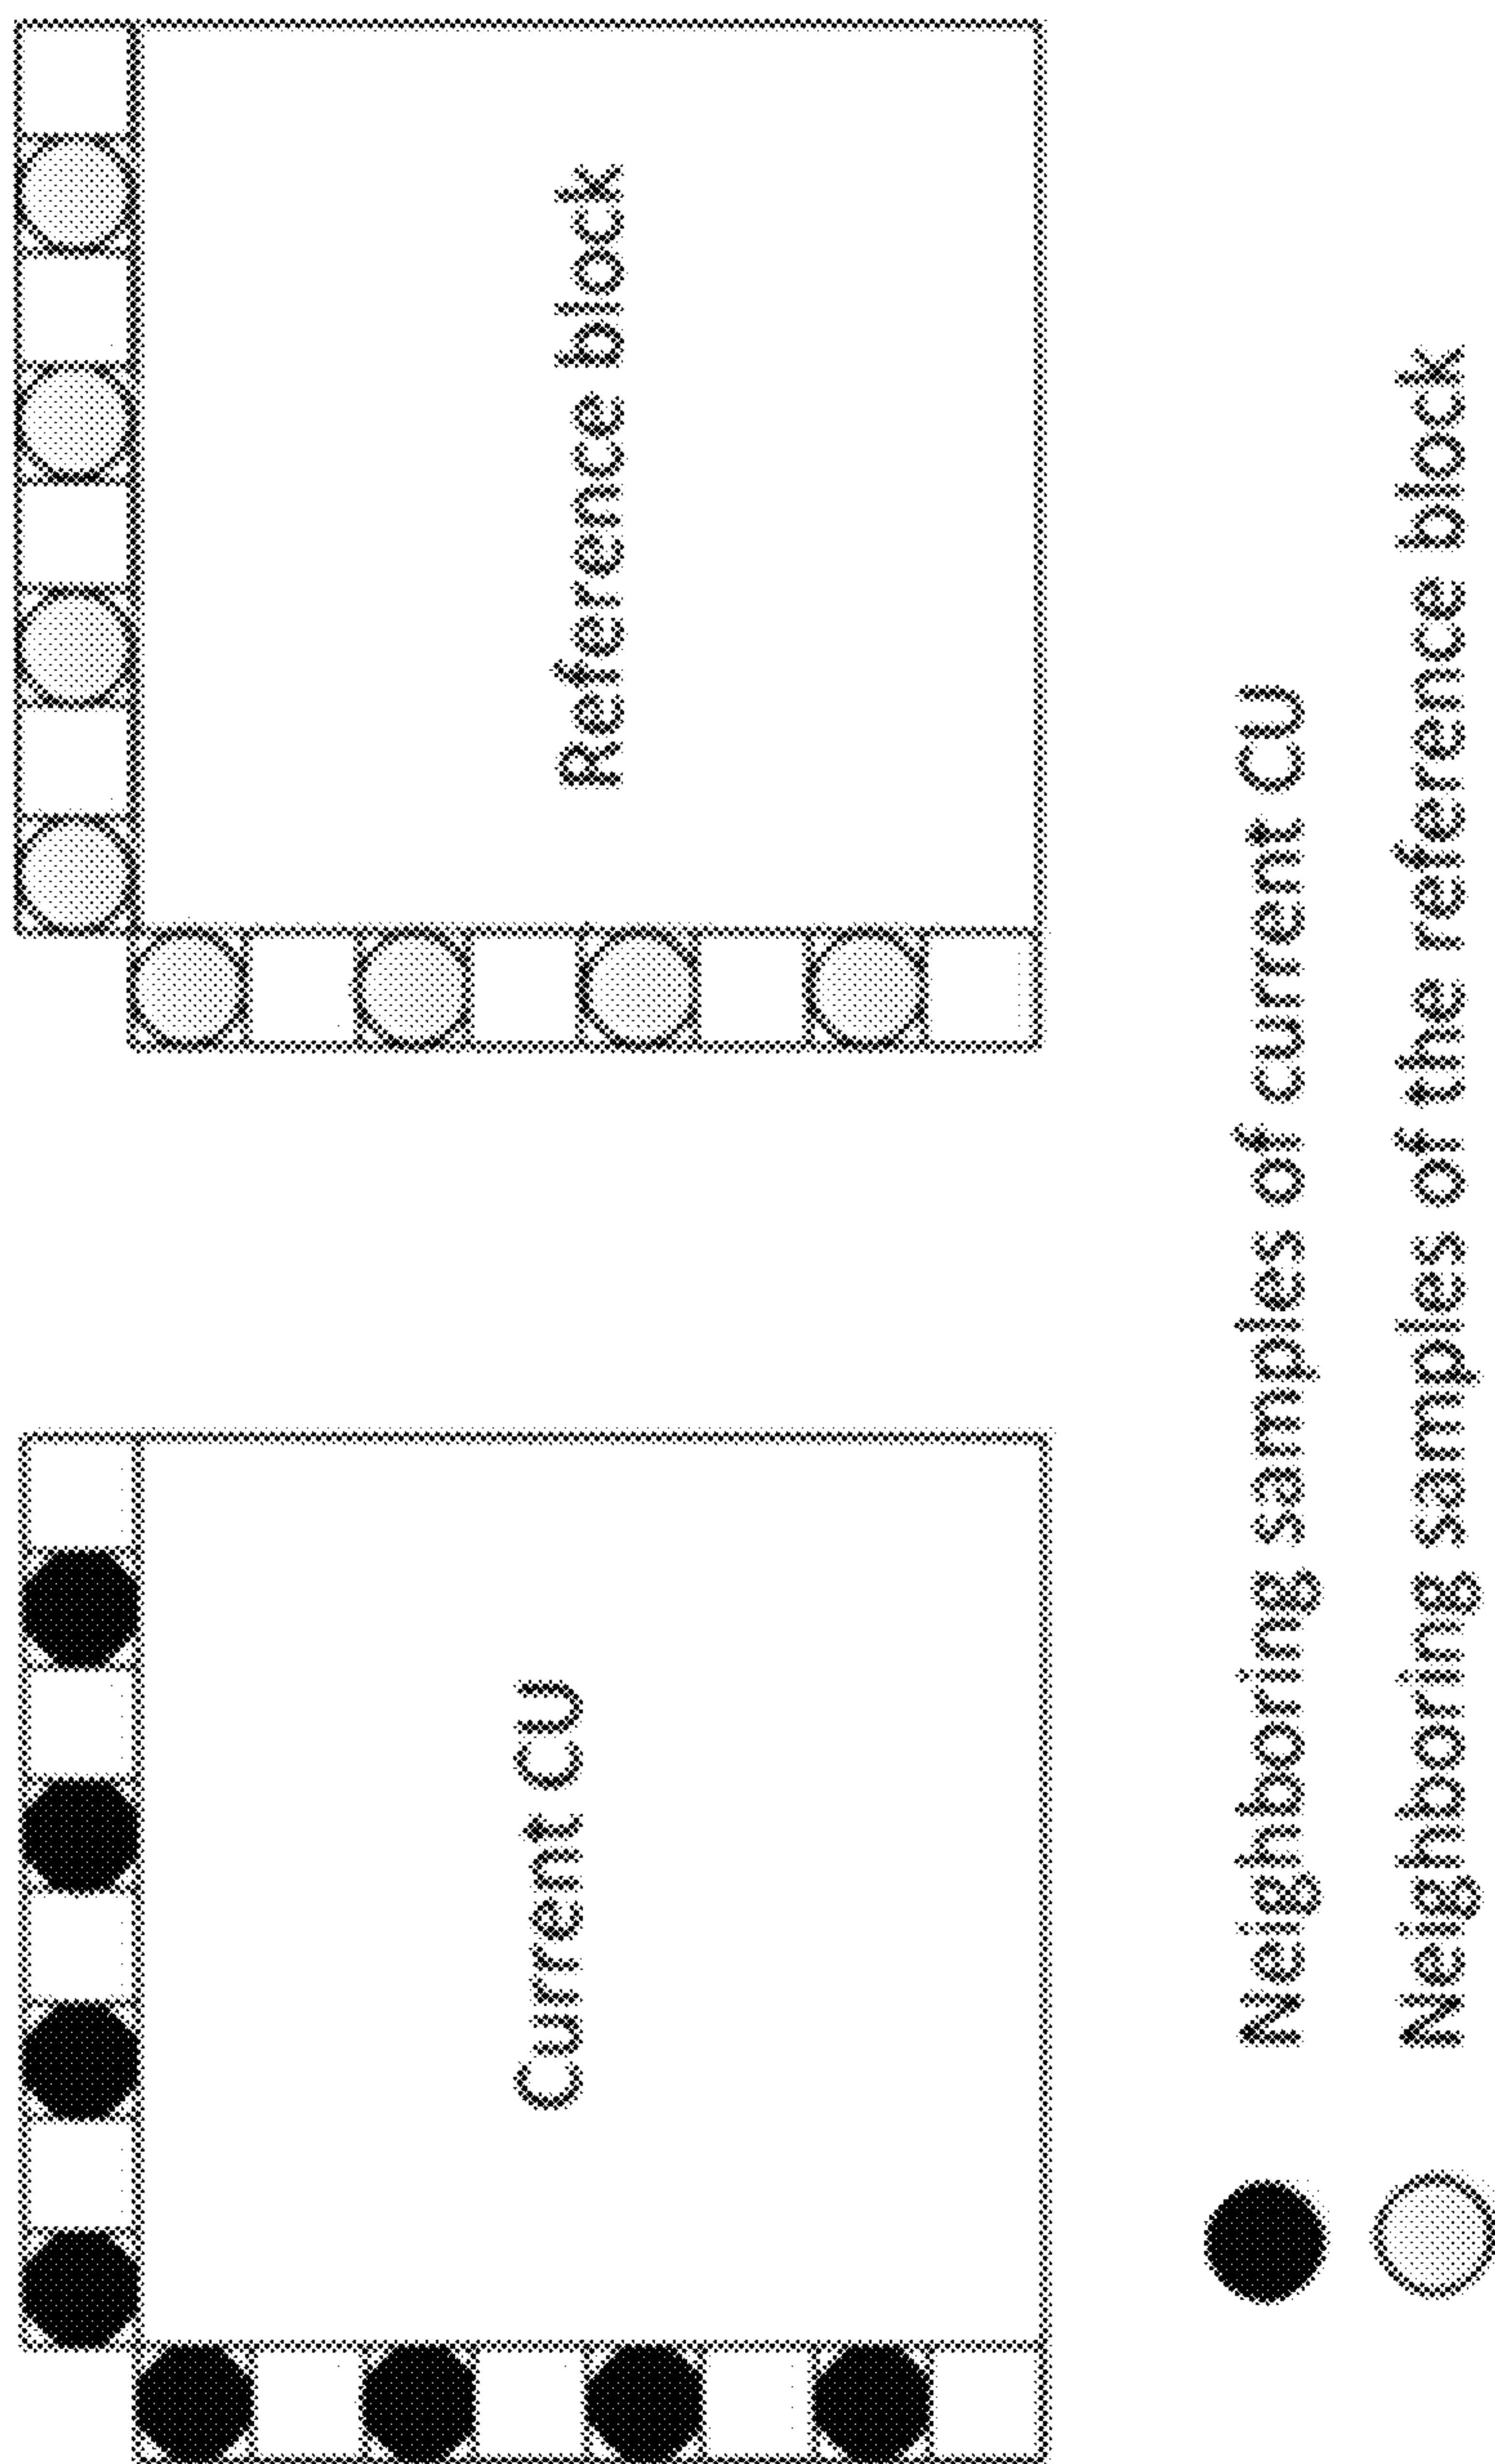 Current CU
Reference block
Neighboring samples of current CU
Neighboring samples of the reference block